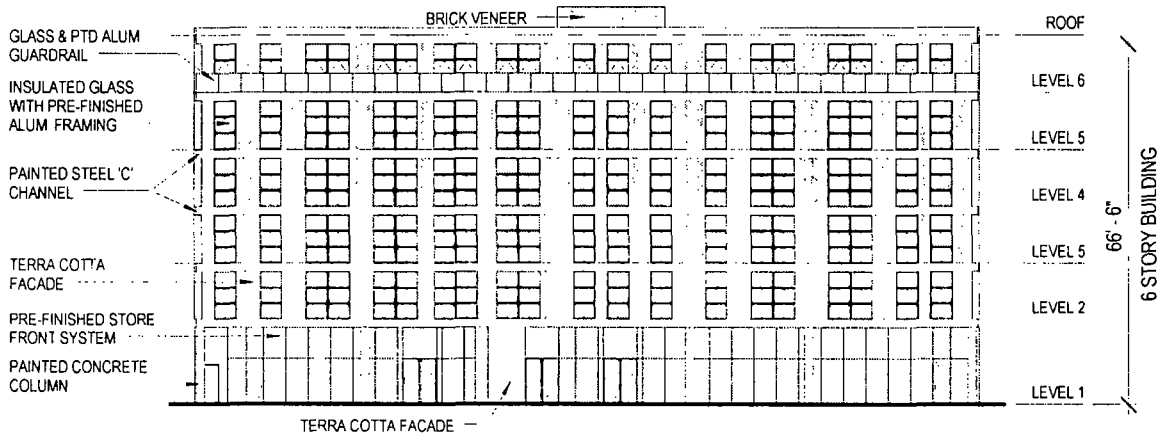 BRICK VENEER
GLASS & PTD ALUM
GUARDRAIL
INSULATED GLASS
WITH PRE-FINISHED
ALUM FRAMING
PAINTED STEEL 'C'
CHANNEL
TERRA COTTA
FACADE
PRE-FINISHED STORE
FRONT SYSTEM
PAINTED CONCRETE
COLUMN
TERRA COTTA FACADE
ROOF
LEVEL 6
LEVEL 5
LEVEL 4
LEVEL 5
LEVEL 2
LEVEL 1
66' - 6"
6 STORY BUILDING